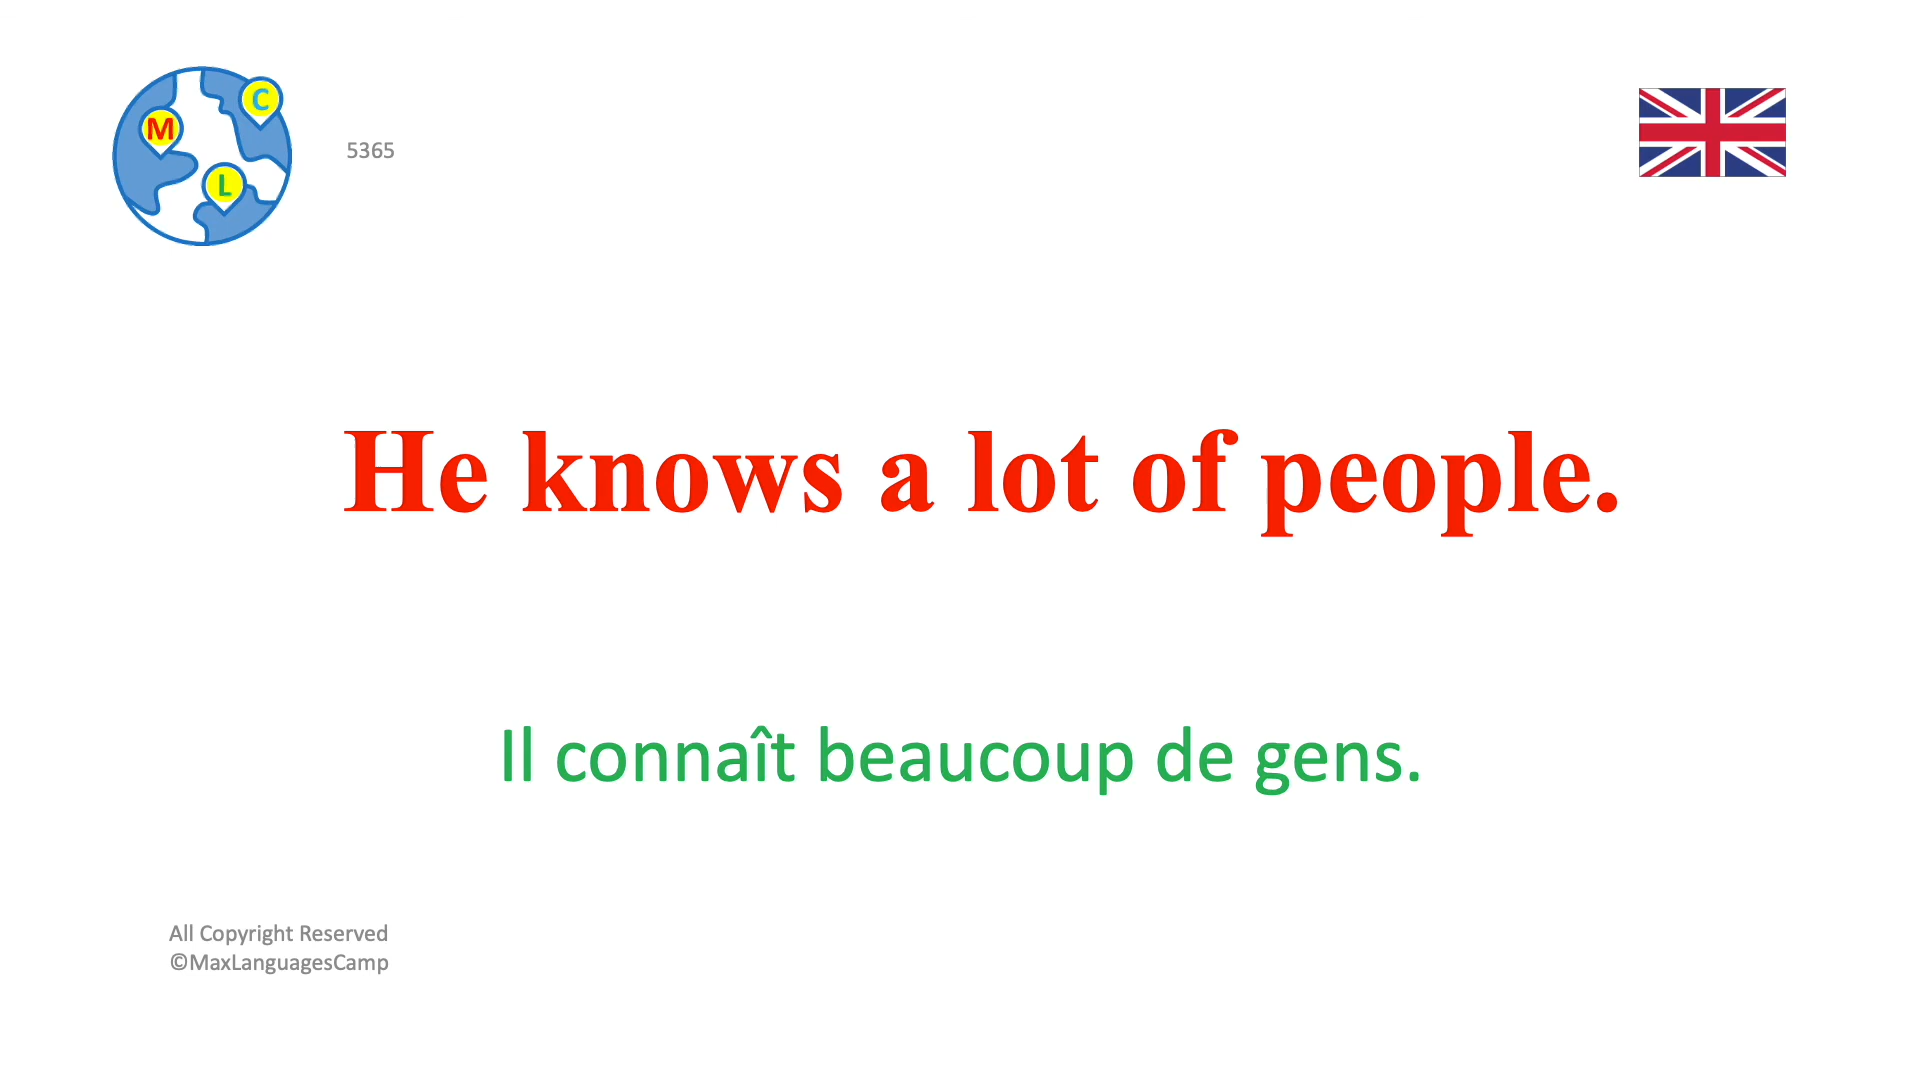 M
C
L
5365
He knows a lot of people.
Il connaît beaucoup de gens.
All Copyright Reserved
©MaxLanguagesCamp